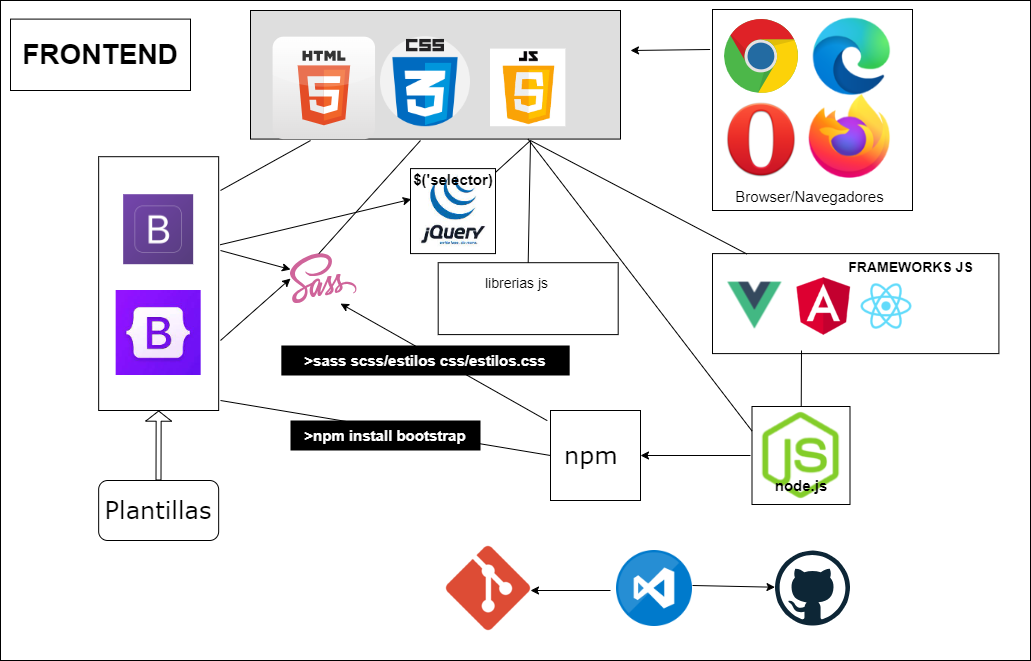 FRONTEND
HTML
5
CSS
3
JS
5
Browser/Navegadores
B
B
$('selector)
jQuery
write less, do more.
Sass
librerias js
FRAMEWORKS JS
A
>sass scss/estilos css/estilos.css
>npm install bootstrap
npm
JS
node.js
Plantillas